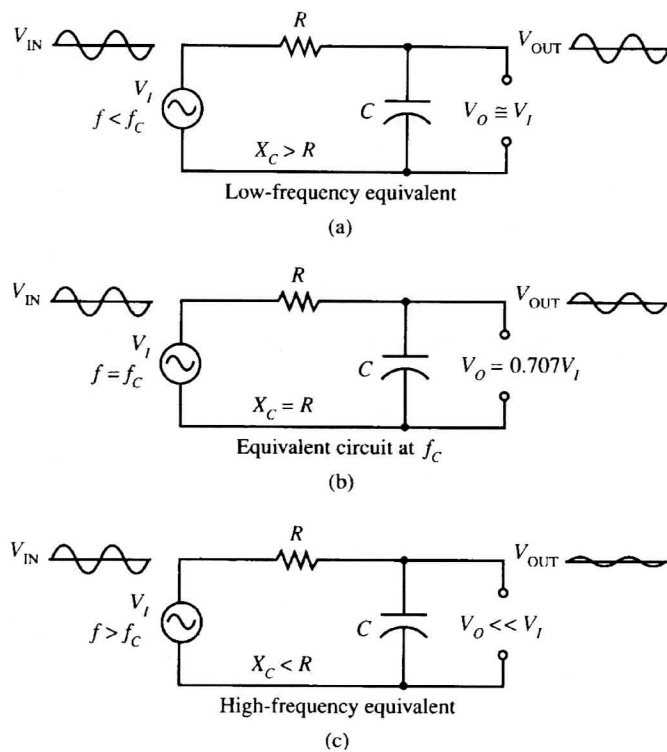 V_IN
R
V_OUT
V_I
f < f_C
C
V_O ≅ V_I
X_C > R
Low-frequency equivalent
(a)
V_IN
R
V_OUT
V_I
f = f_C
C
V_O = 0.707V_I
X_C = R
Equivalent circuit at f_C
(b)
V_IN
R
V_OUT
V_I
f > f_C
C
V_O << V_I
X_C < R
High-frequency equivalent
(c)